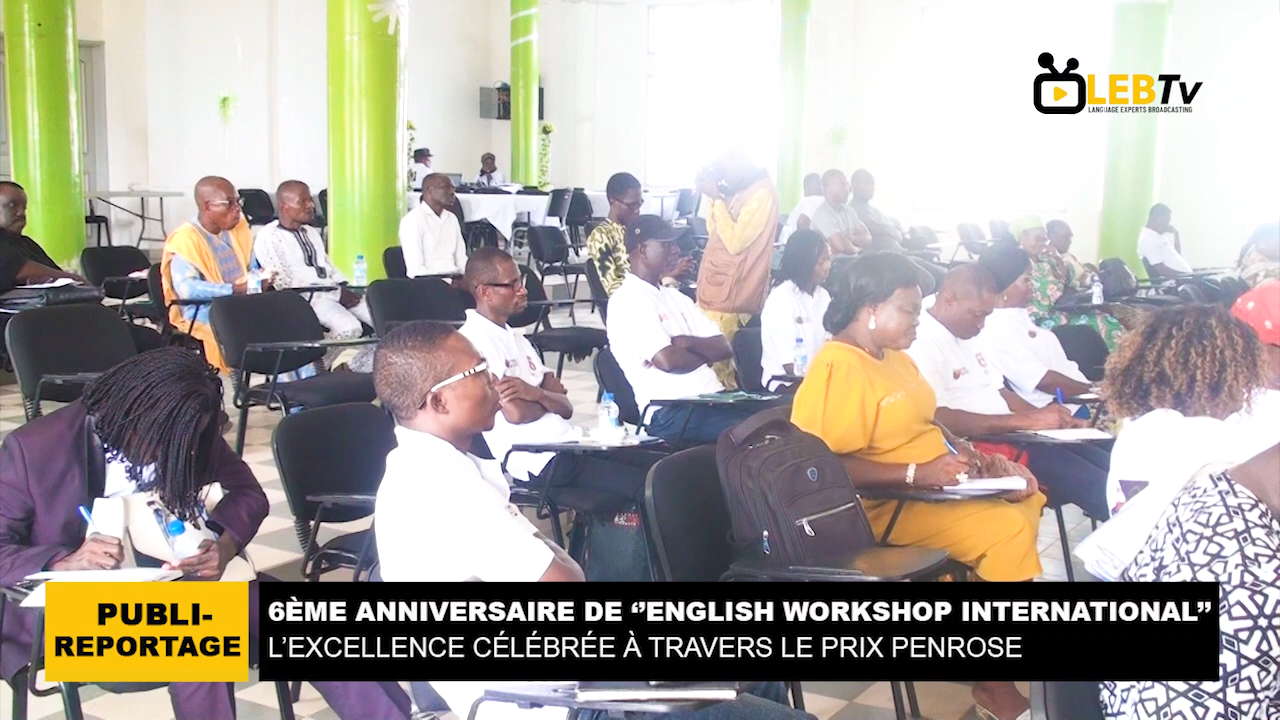 LEBTv
LANGUAGE EXPERTS BROADCASTING
PUBLI-
REPORTAGE
6ÈME ANNIVERSAIRE DE ‘’ENGLISH WORKSHOP INTERNATIONAL’’
L’EXCELLENCE CÉLÉBRÉE À TRAVERS LE PRIX PENROSE